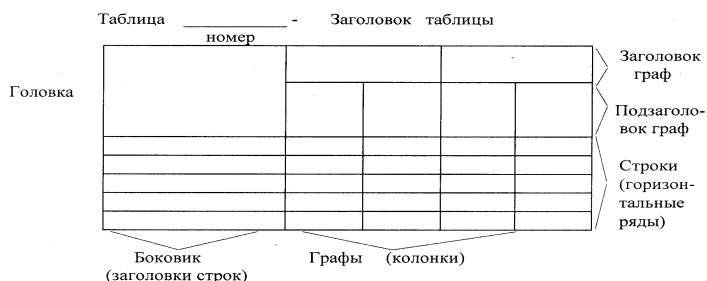 Таблица ____________ - Заголовок таблицы
номер
Заголовок
граф
Головка
Подзаголо-
вок граф
Строки
(горизон-
тальные
ряды)
Боковик
(заголовки строк)
Графы (колонки)